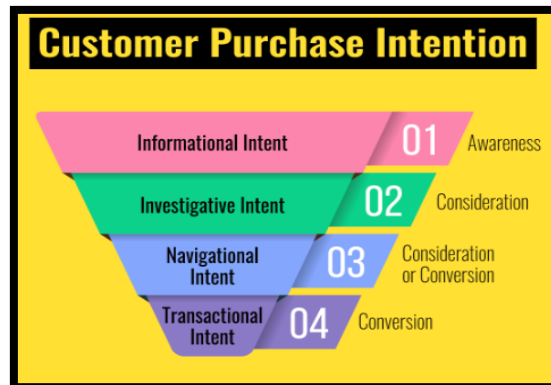 Customer Purchase Intention
Informational Intent
01
Awareness
Investigative Intent
02
Consideration
Navigational
Intent
03
Consideration
or Conversion
Transactional
Intent
04
Conversion